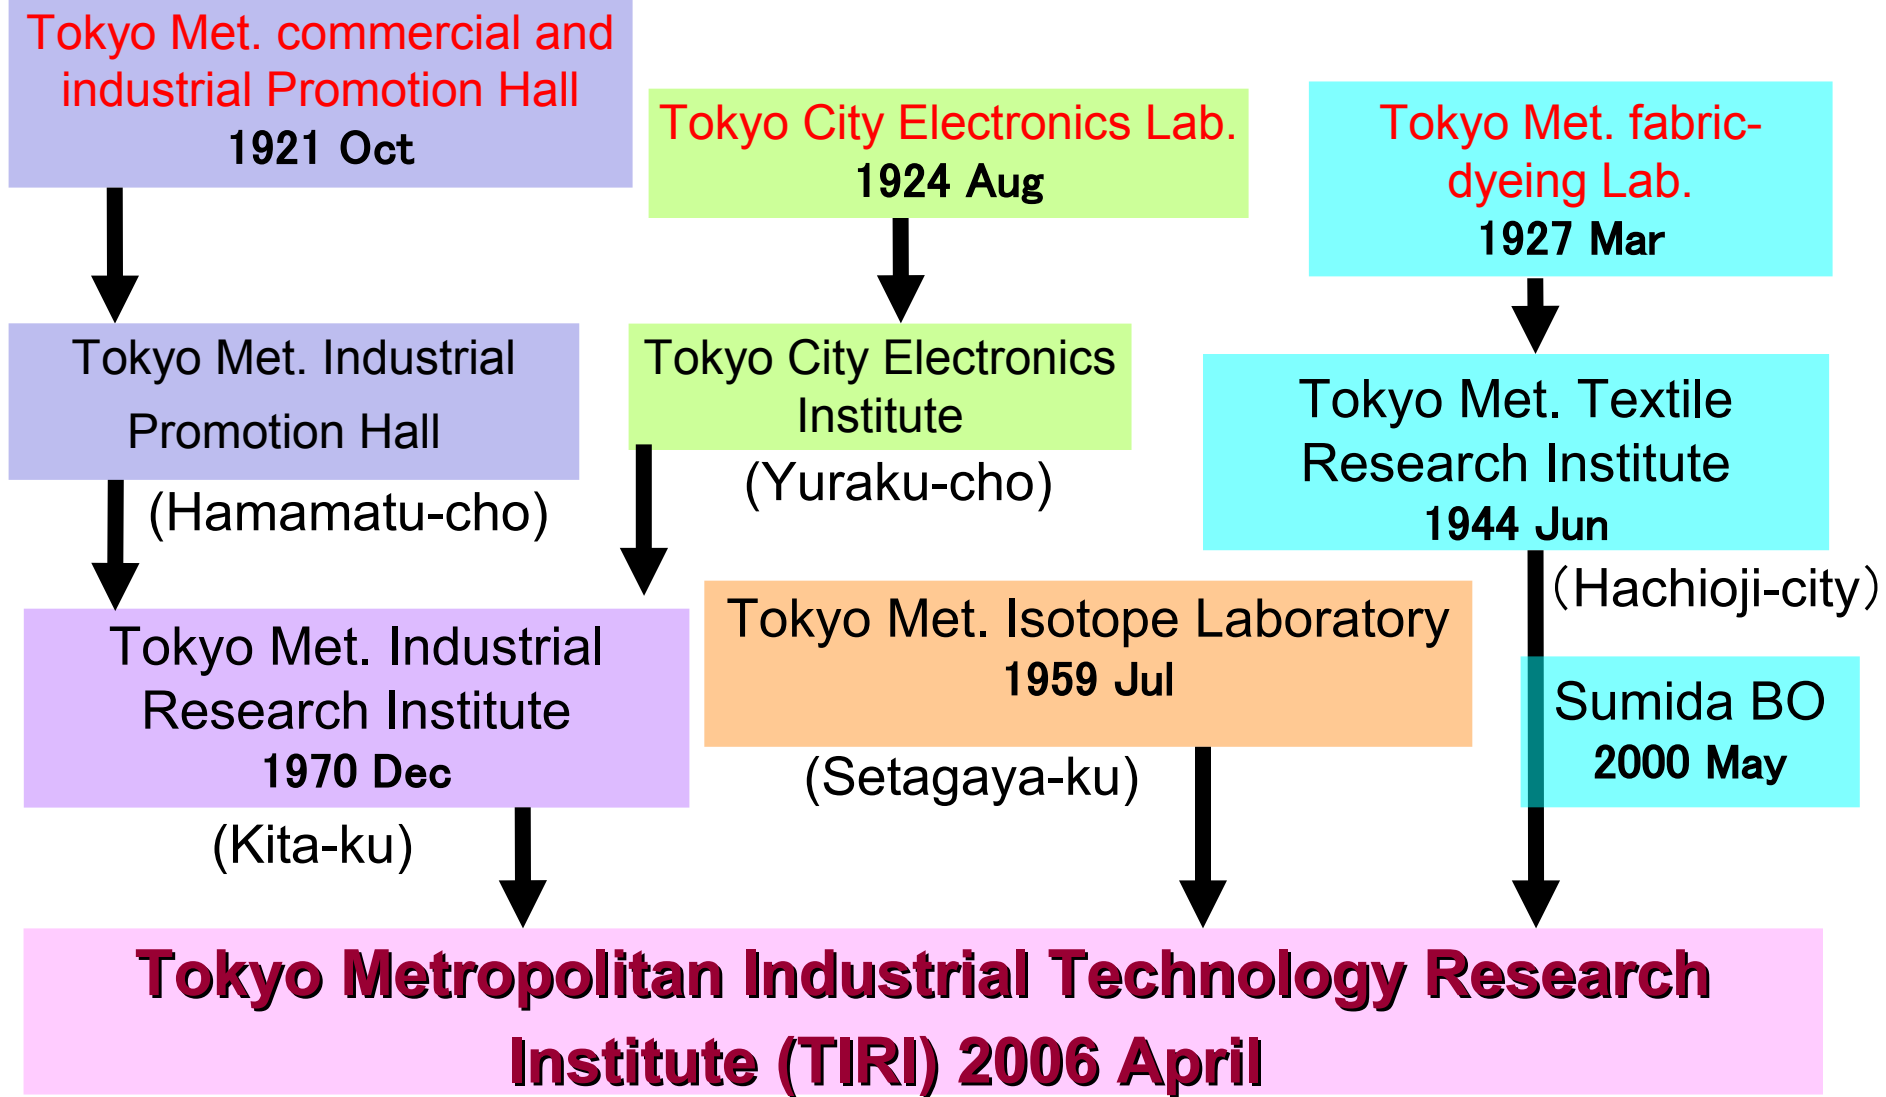 Tokyo Met. commercial and
industrial Promotion Hall
1921 Oct
Tokyo City Electronics Lab.
1924 Aug
Tokyo Met. fabric-
dyeing Lab.
1927 Mar
Tokyo Met. Industrial
Promotion Hall
(Hamamatu-cho)
Tokyo City Electronics
Institute
(Yuraku-cho)
Tokyo Met. Textile
Research Institute
1944 Jun
(Hachioji-city)
Tokyo Met. Industrial
Research Institute
1970 Dec
(Kita-ku)
Tokyo Met. Isotope Laboratory
1959 Jul
(Setagaya-ku)
Sumida BO
2000 May
Tokyo Metropolitan Industrial Technology Research
Institute (TIRI) 2006 April